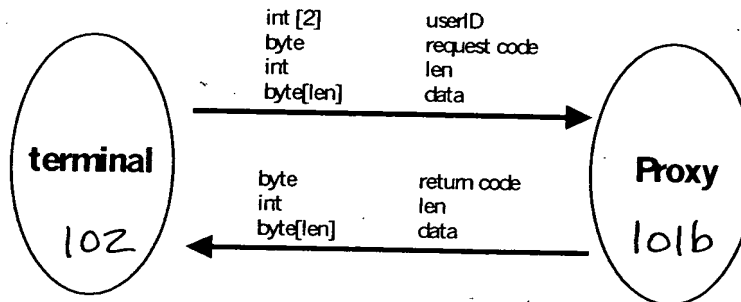 int [2] userID
byte request code
int len
byte[len] data
terminal
102
byte return code
int len
byte[len] data
Proxy
101b